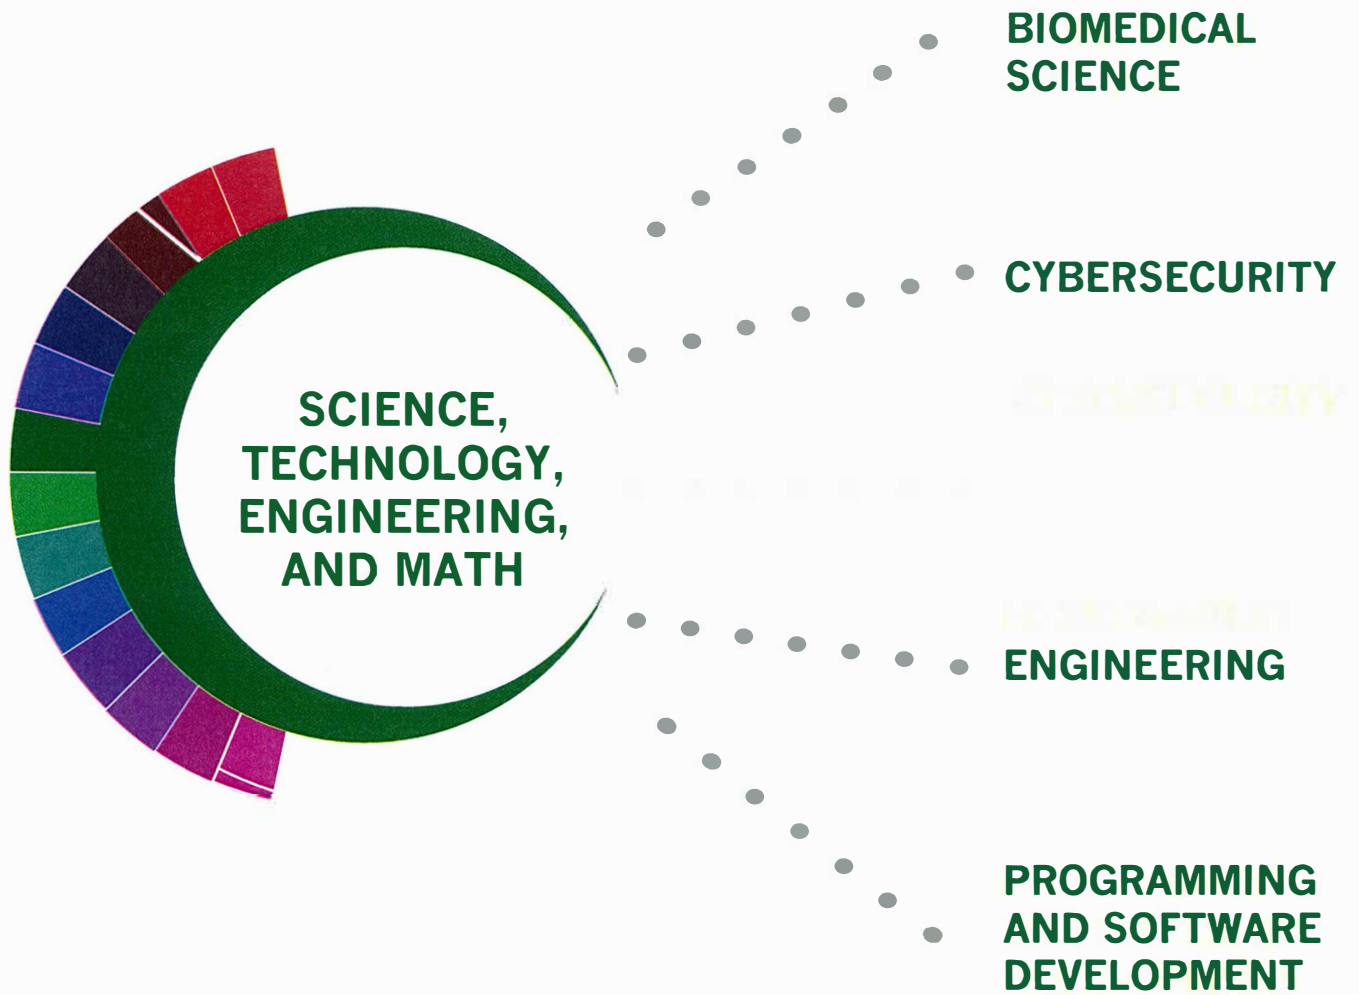 BIOMEDICAL
SCIENCE
CYBERSECURITY
SCIENCE,
TECHNOLOGY,
ENGINEERING,
AND MATH
ENGINEERING
PROGRAMMING
AND SOFTWARE
DEVELOPMENT